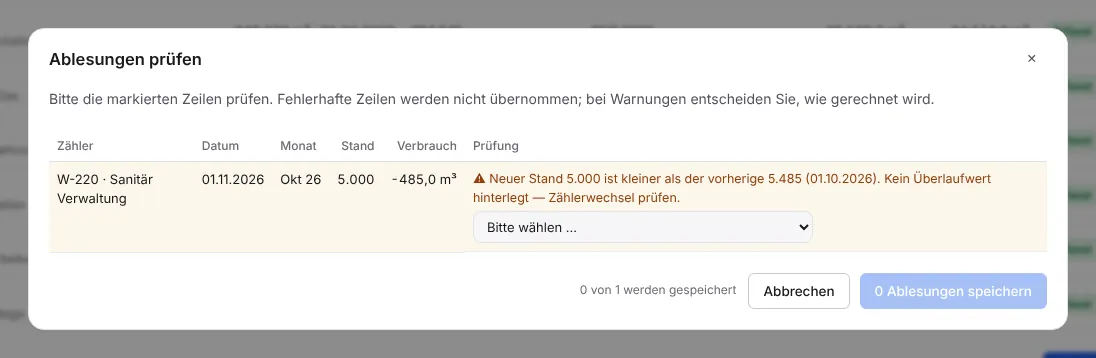 Ablesungen prüfen
×
Bitte die markierten Zeilen prüfen. Fehlerhafte Zeilen werden nicht übernommen; bei Warnungen entscheiden Sie, wie gerechnet wird.
Zähler Datum Monat Stand Verbrauch Prüfung
W-220 · Sanitär 01.11.2026 Okt 26 5.000 -485,0 m³ ⚠ Neuer Stand 5.000 ist kleiner als der vorherige 5.485 (01.10.2026). Kein Überlaufwert
Verwaltung hinterlegt — Zählerwechsel prüfen.
Bitte wählen ...
0 von 1 werden gespeichert Abbrechen 0 Ablesungen speichern